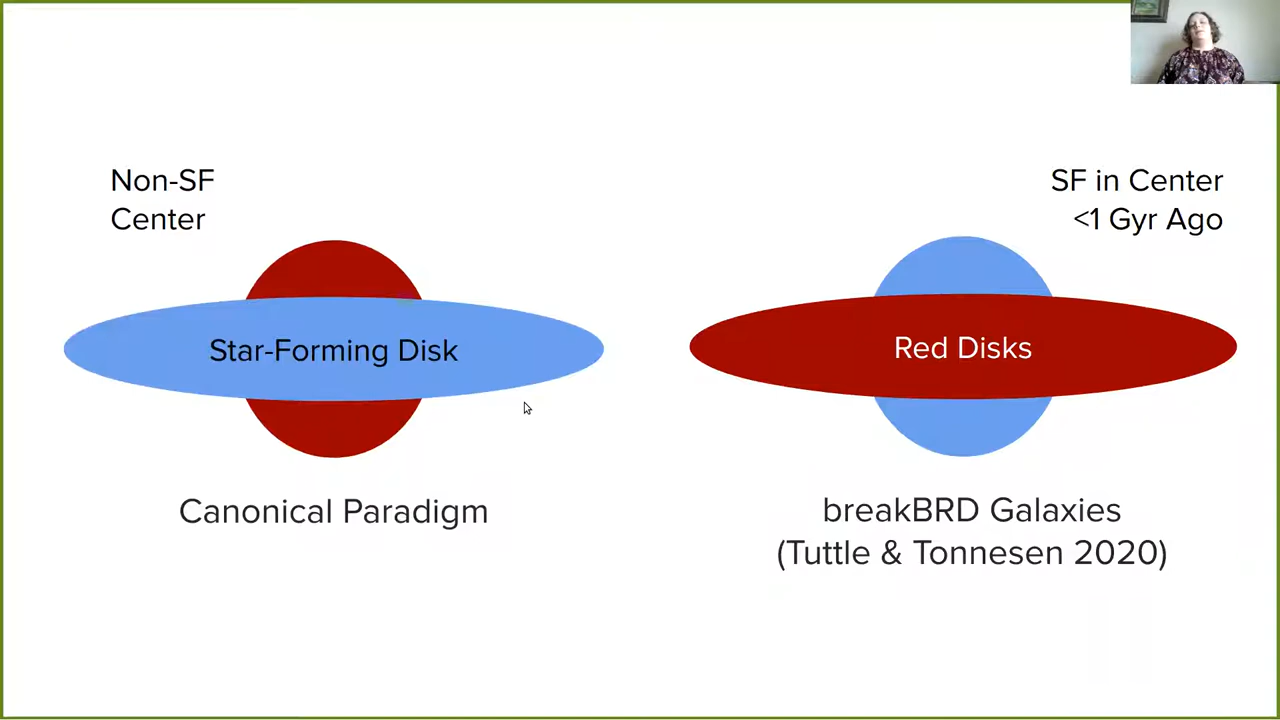 Non-SF
Center
Star-Forming Disk
Canonical Paradigm
SF in Center
<1 Gyr Ago
Red Disks
breakBRD Galaxies
(Tuttle & Tonnesen 2020)